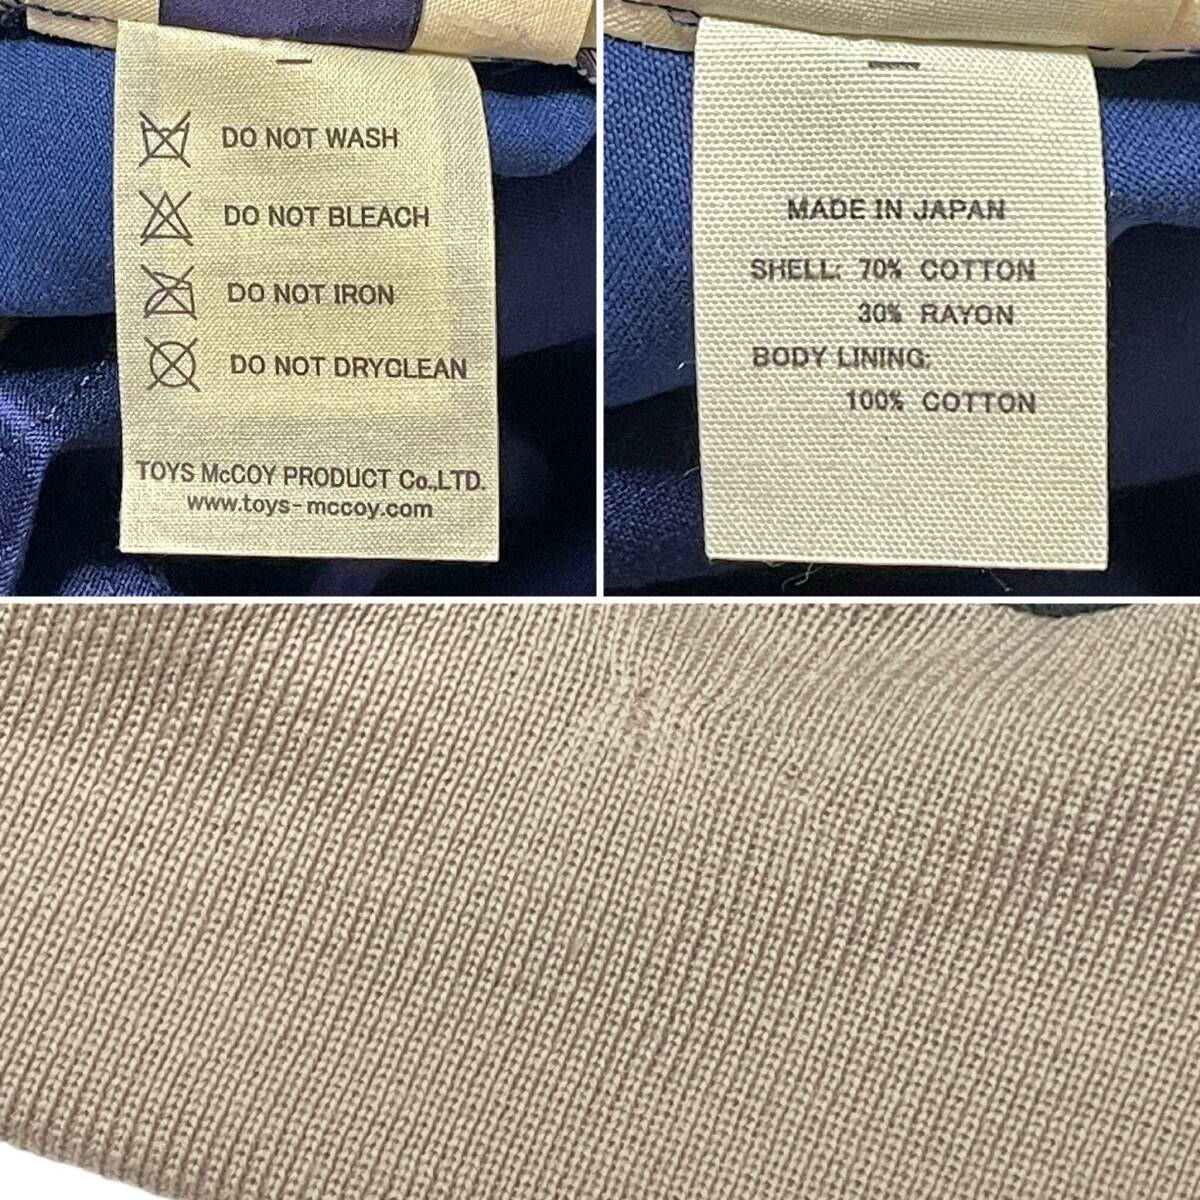 DO NOT WASH
DO NOT BLEACH
DO NOT IRON
DO NOT DRYCLEAN
TOYS McCOY PRODUCT Co.,LTD.
www.toys-mccoy.com
MADE IN JAPAN
SHELL: 70% COTTON
30% RAYON
BODY LINING:
100% COTTON